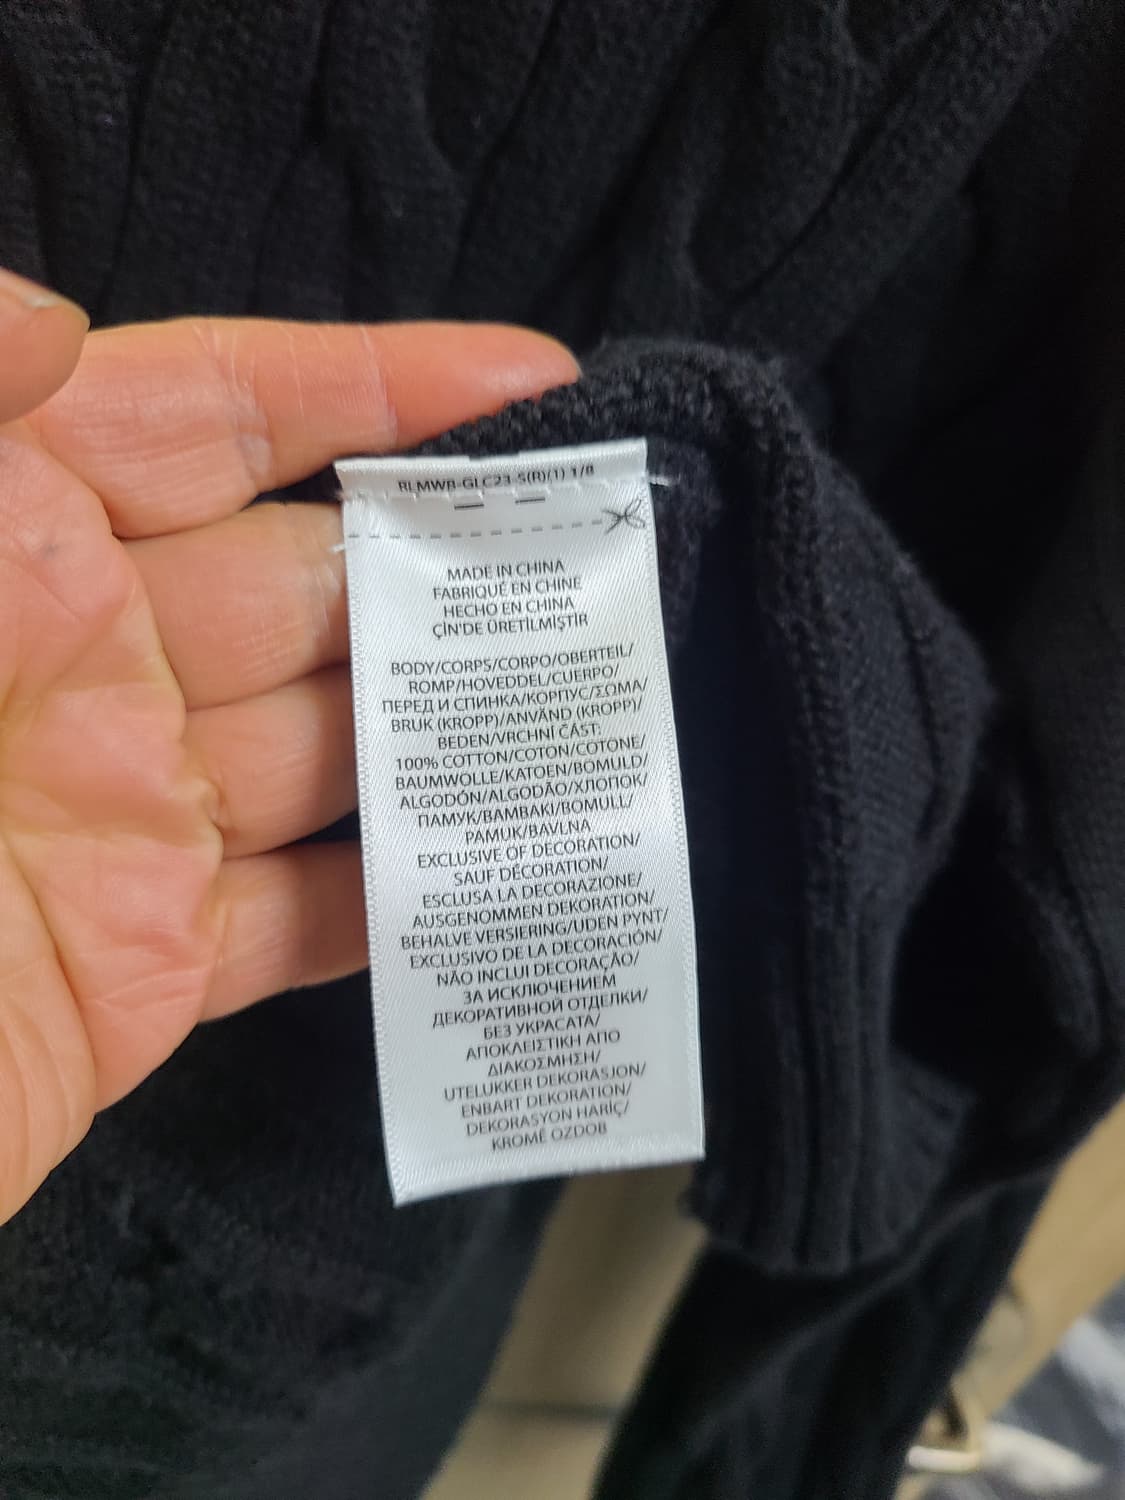 RLMWB-GLC23-S(R)(1) 1/8
MADE IN CHINA
FABRIQUÉ EN CHINE
HECHO EN CHINA
ÇİN'DE ÜRETİLMİŞTİR
BODY/CORPS/CORPO/OBERTEIL/
ROMP/HOVEDDEL/CUERPO/
ПЕРЕД И СПИНКА/КОРПУС/ΣΩΜΑ/
BRUK (KROPP)/ANVÄND (KROPP)/
BEDEN/VRCHNÍ ČÁST:
100% COTTON/COTON/COTONE/
BAUMWOLLE/KATOEN/BOMULD/
ALGODÓN/ALGODÃO/ХЛОПОК/
ПАМУК/ΒΑΜΒΑΚΙ/BOMULL/
PAMUK/BAVLNA
EXCLUSIVE OF DECORATION/
SAUF DÉCORATION/
ESCLUSA LA DECORAZIONE/
AUSGENOMMEN DEKORATION/
BEHALVE VERSIERING/UDEN PYNT/
EXCLUSIVO DE LA DECORACIÓN/
NÃO INCLUI DECORAÇÃO/
ЗА ИСКЛЮЧЕНИЕМ
ДЕКОРАТИВНОЙ ОТДЕЛКИ/
БЕЗ УКРАСАТА/
ΑΠΟΚΛΕΙΣΤΙΚΗ ΑΠΟ
ΔΙΑΚΟΣΜΗΣΗ/
UTELUKKER DEKORASJON/
ENBART DEKORATION/
DEKORASYON HARİÇ/
KROMĚ OZDOB